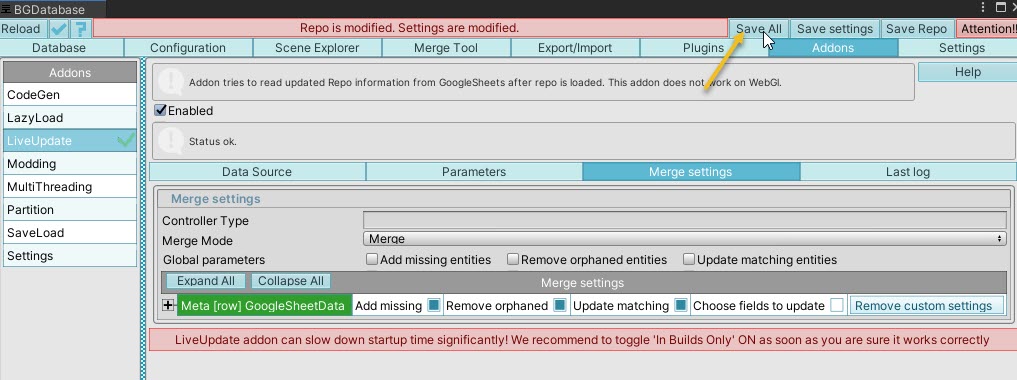 BGDatabase
Reload ? Repo is modified. Settings are modified. Save All Save settings Save Repo Attention!!
Database Configuration Scene Explorer Merge Tool Export/Import Plugins Addons Settings
Addons
CodeGen
LazyLoad
LiveUpdate
Modding
MultiThreading
Partition
SaveLoad
Settings
Help
Addon tries to read updated Repo information from GoogleSheets after repo is loaded. This addon does not work on WebGl.
Enabled
Status ok.
Data Source Parameters Merge settings Last log
Merge settings
Controller Type
Merge Mode Merge
Global parameters Add missing entities Remove orphaned entities Update matching entities
Expand All Collapse All Merge settings
Meta [row] GoogleSheetData Add missing Remove orphaned Update matching Choose fields to update Remove custom settings
LiveUpdate addon can slow down startup time significantly! We recommend to toggle 'In Builds Only' ON as soon as you are sure it works correctly